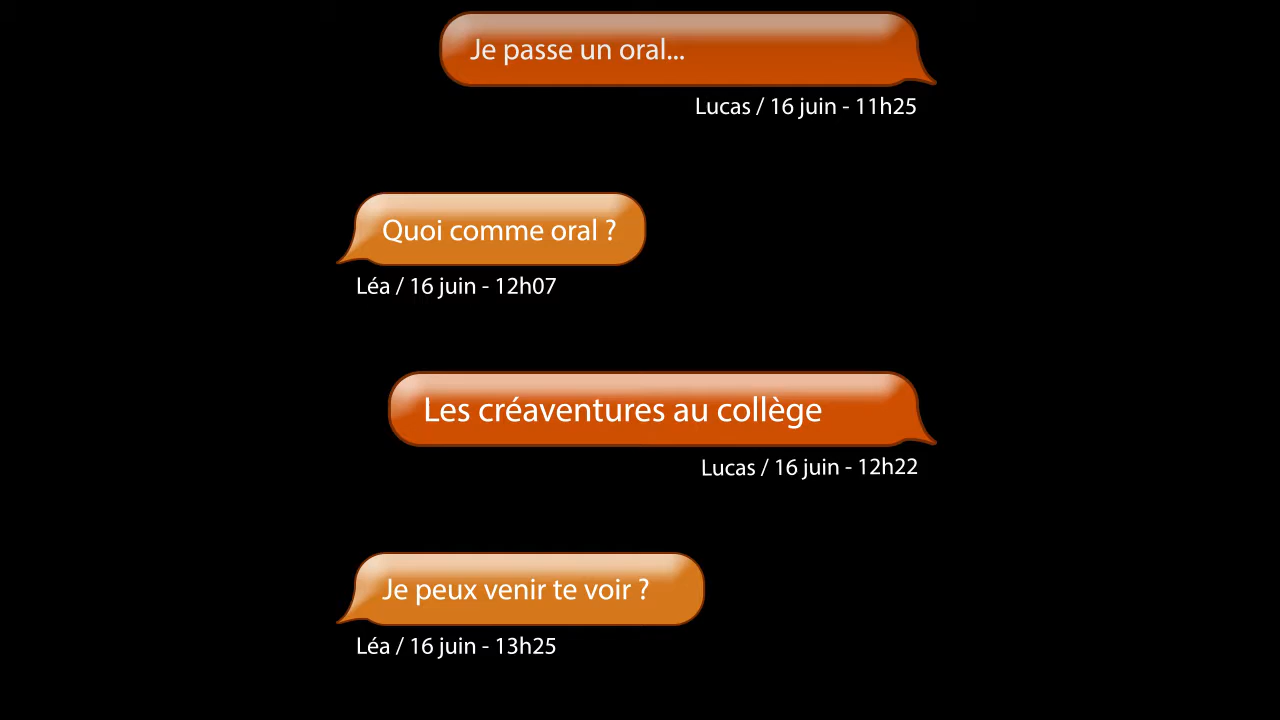 Je passe un oral...
Lucas / 16 juin - 11h25
Quoi comme oral ?
Léa / 16 juin - 12h07
Les créaventures au collège
Lucas / 16 juin - 12h22
Je peux venir te voir ?
Léa / 16 juin - 13h25